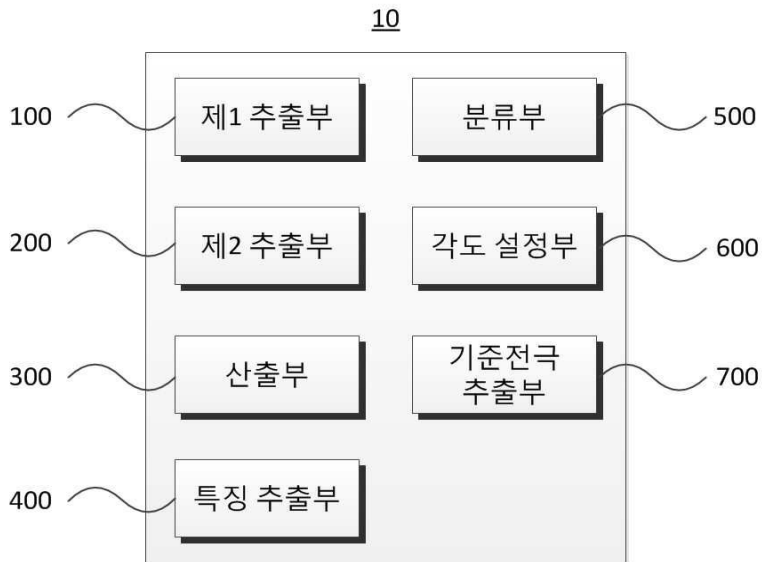 10
100
제1 추출부
분류부
500
200
제2 추출부
각도 설정부
600
300
산출부
기준전극
추출부
700
400
특징 추출부